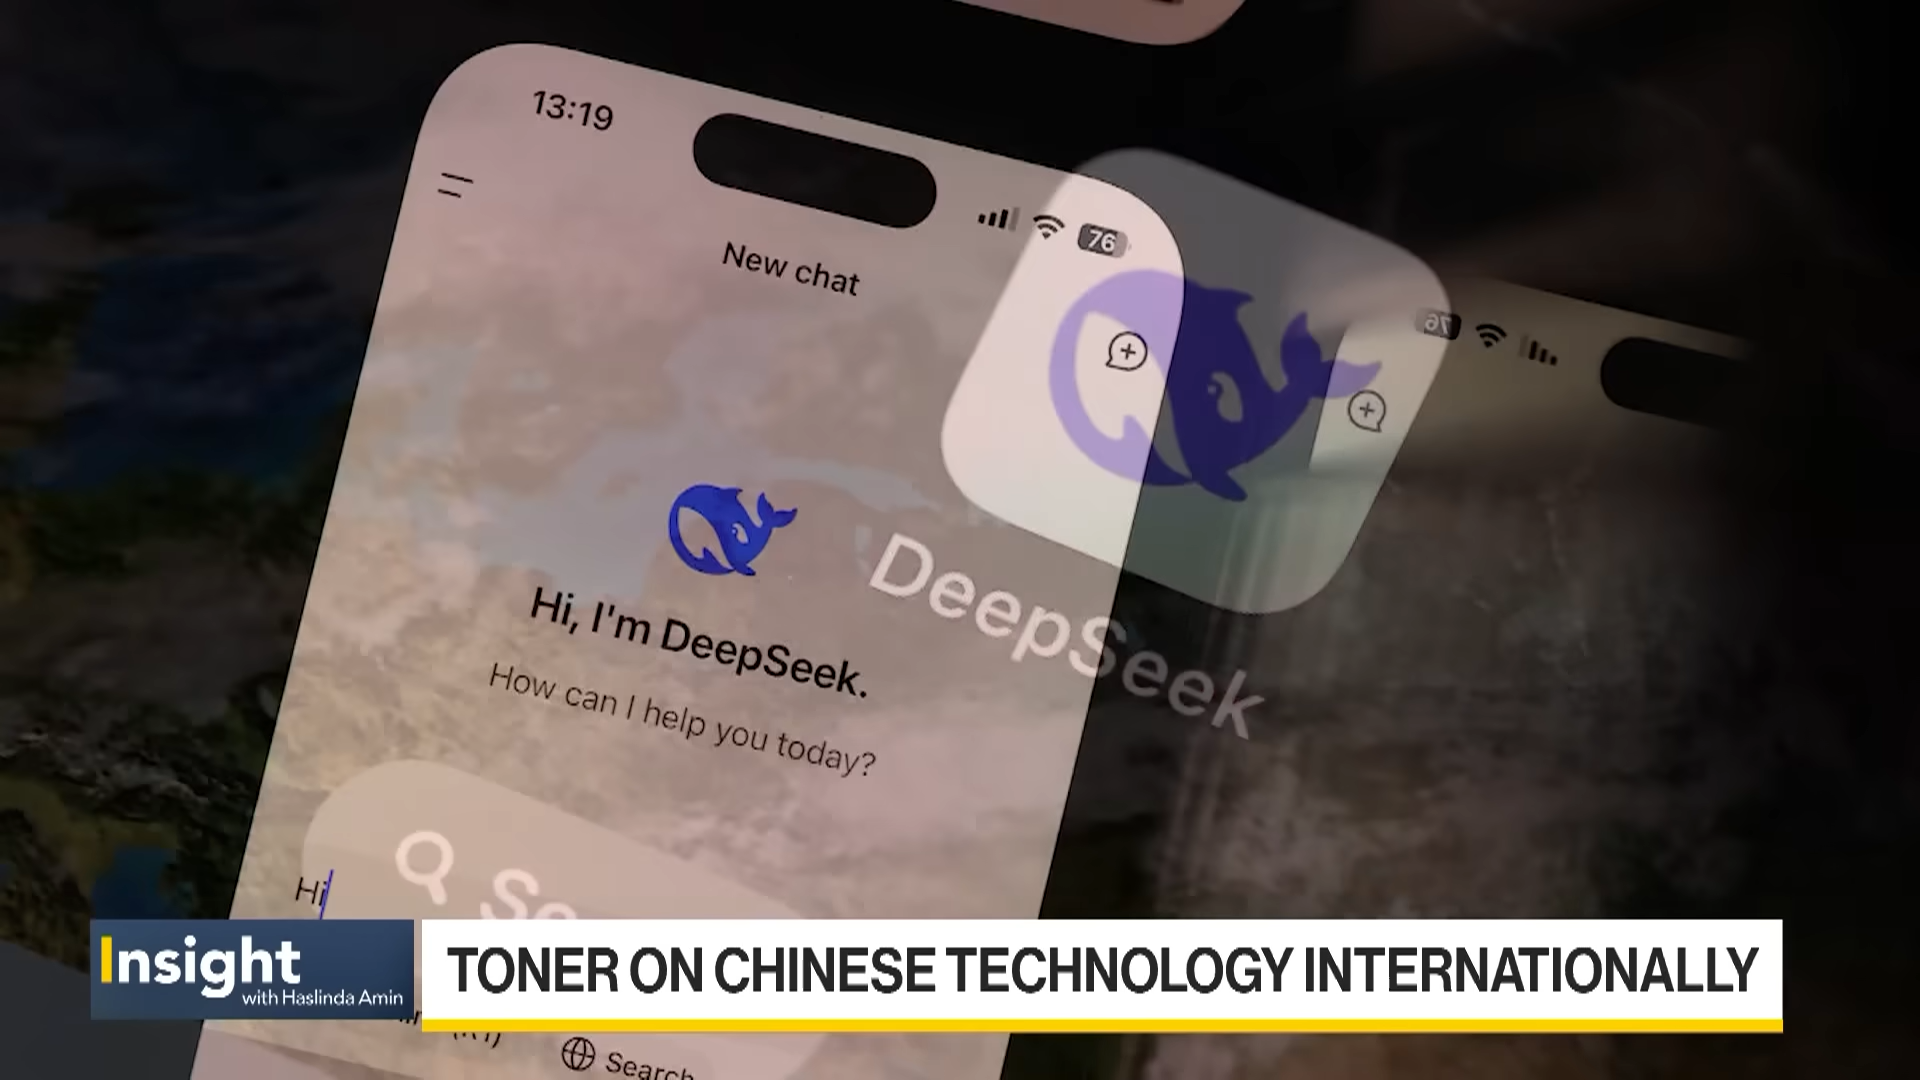 13:19
76
New chat
76
Hi, I'm DeepSeek.
How can I help you today?
DeepSeek
Hi
Insight
with Haslinda Amin
TONER ON CHINESE TECHNOLOGY INTERNATIONALLY
Search